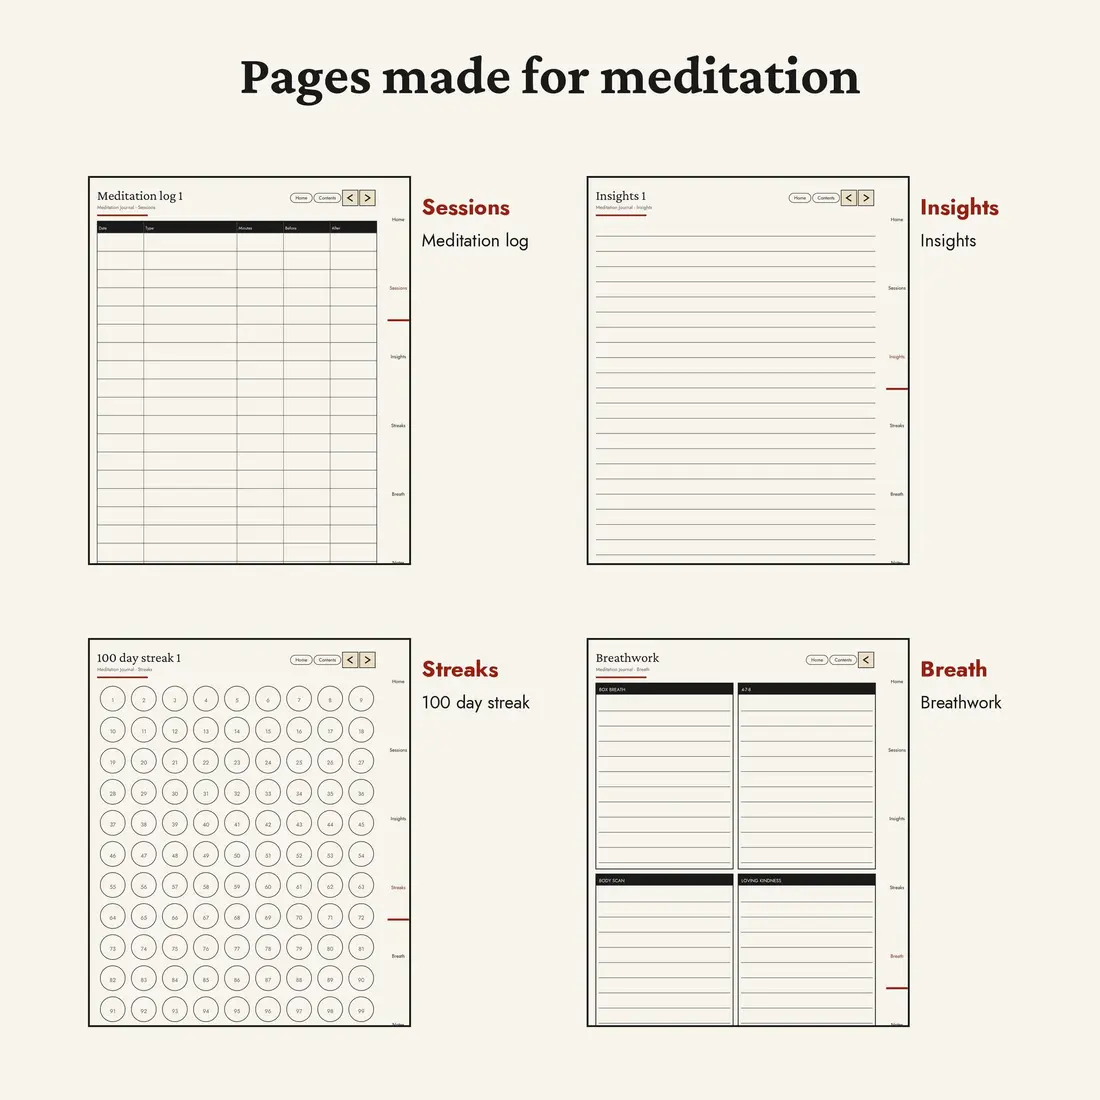 Pages made for meditation
Meditation log 1
Meditation Journal · Sessions
Home
Contents
<
>
Date
Type
Minutes
Before
After
Home
Sessions
Insights
Streaks
Breath
Sessions
Meditation log
Insights 1
Meditation Journal · Insights
Home
Contents
<
>
Home
Sessions
Insights
Streaks
Breath
Insights
Insights
100 day streak 1
Meditation Journal · Streaks
Home
Contents
<
>
1 2 3 4 5 6 7 8 9
10 11 12 13 14 15 16 17 18
19 20 21 22 23 24 25 26 27
28 29 30 31 32 33 34 35 36
37 38 39 40 41 42 43 44 45
46 47 48 49 50 51 52 53 54
55 56 57 58 59 60 61 62 63
64 65 66 67 68 69 70 71 72
73 74 75 76 77 78 79 80 81
82 83 84 85 86 87 88 89 90
91 92 93 94 95 96 97 98 99
Home
Sessions
Insights
Streaks
Breath
Streaks
100 day streak
Breathwork
Meditation Journal · Breath
Home
Contents
<
BOX BREATH
4-7-8
BODY SCAN
LOVING KINDNESS
Home
Sessions
Insights
Streaks
Breath
Breath
Breathwork